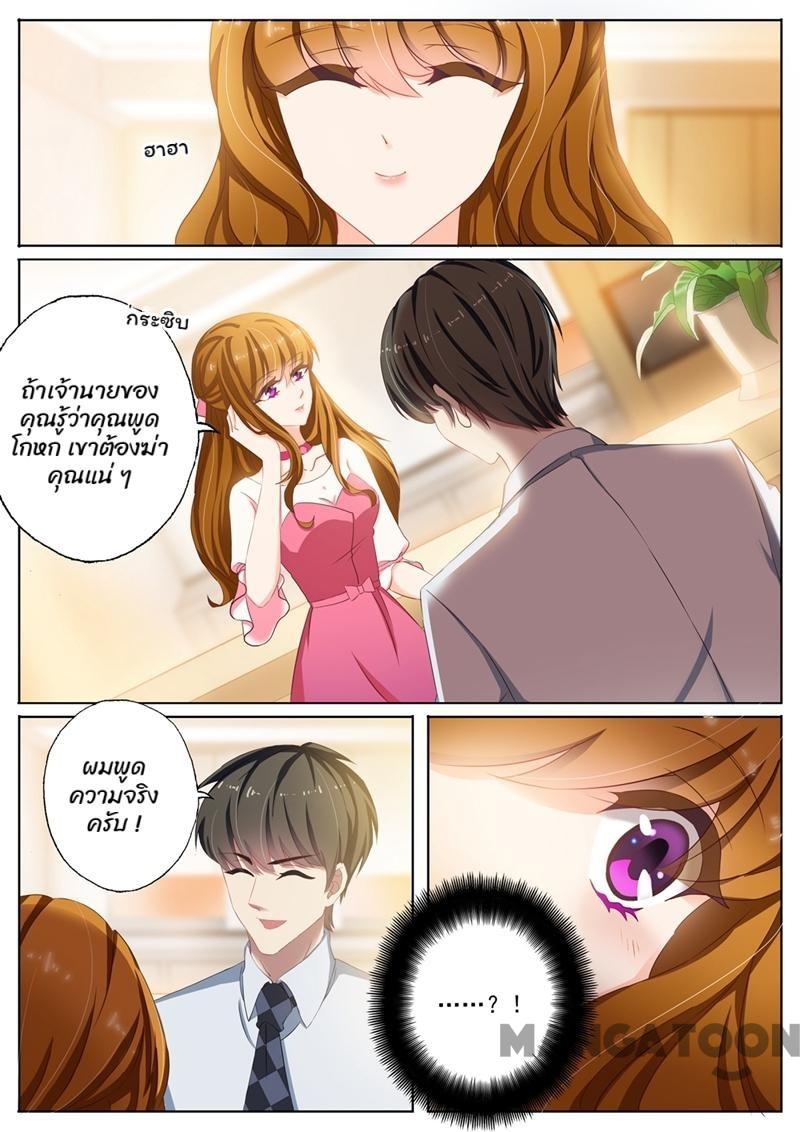 ฮาฮา
กระซิบ
ถ้าเจ้านายของ
คุณรู้ว่าคุณพูด
โกหก เขาต้องฆ่า
คุณแน่ ๆ
ผมพูด
ความจริง
ครับ !
……? !
MANGATOON